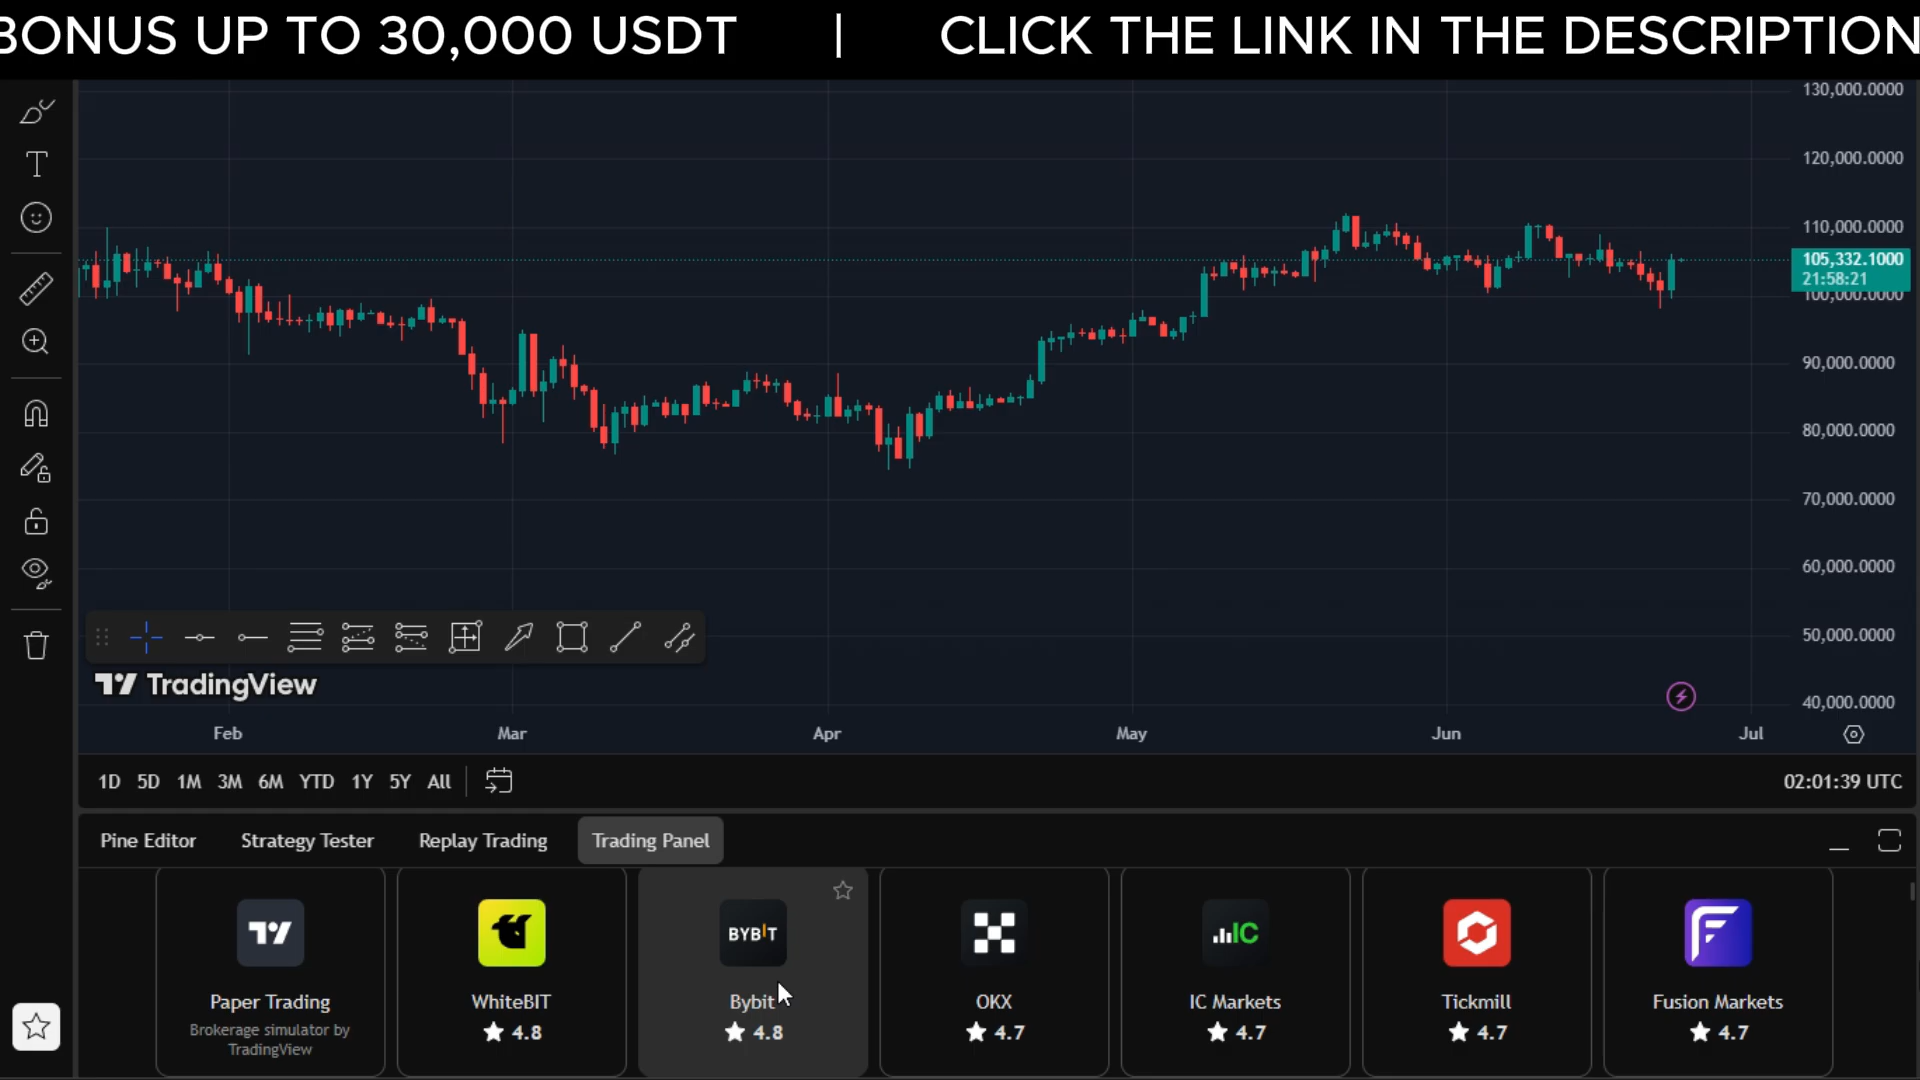 BONUS UP TO 30,000 USDT | CLICK THE LINK IN THE DESCRIPTION
130,000.0000
120,000.0000
110,000.0000
105,332.1000
21:58:21
100,000.0000
90,000.0000
80,000.0000
70,000.0000
60,000.0000
50,000.0000
40,000.0000
TradingView
Feb Mar Apr May Jun Jul
1D 5D 1M 3M 6M YTD 1Y 5Y All 02:01:39 UTC
Pine Editor Strategy Tester Replay Trading Trading Panel
BYBIT IC
Paper Trading WhiteBIT Bybit OKX IC Markets Tickmill Fusion Markets
Brokerage simulator by
TradingView
4.8 4.8 4.7 4.7 4.7 4.7